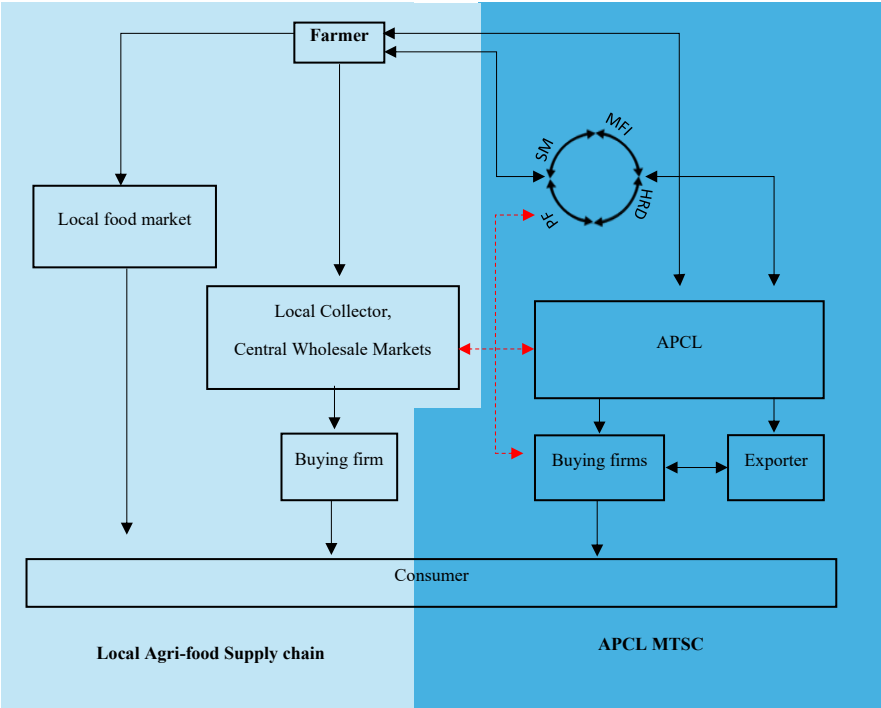 Farmer
MFI
SM
HRD
PF
Local food market
Local Collector,
Central Wholesale Markets
APCL
Buying firm
Buying firms
Exporter
Consumer
Local Agri-food Supply chain
APCL MTSC